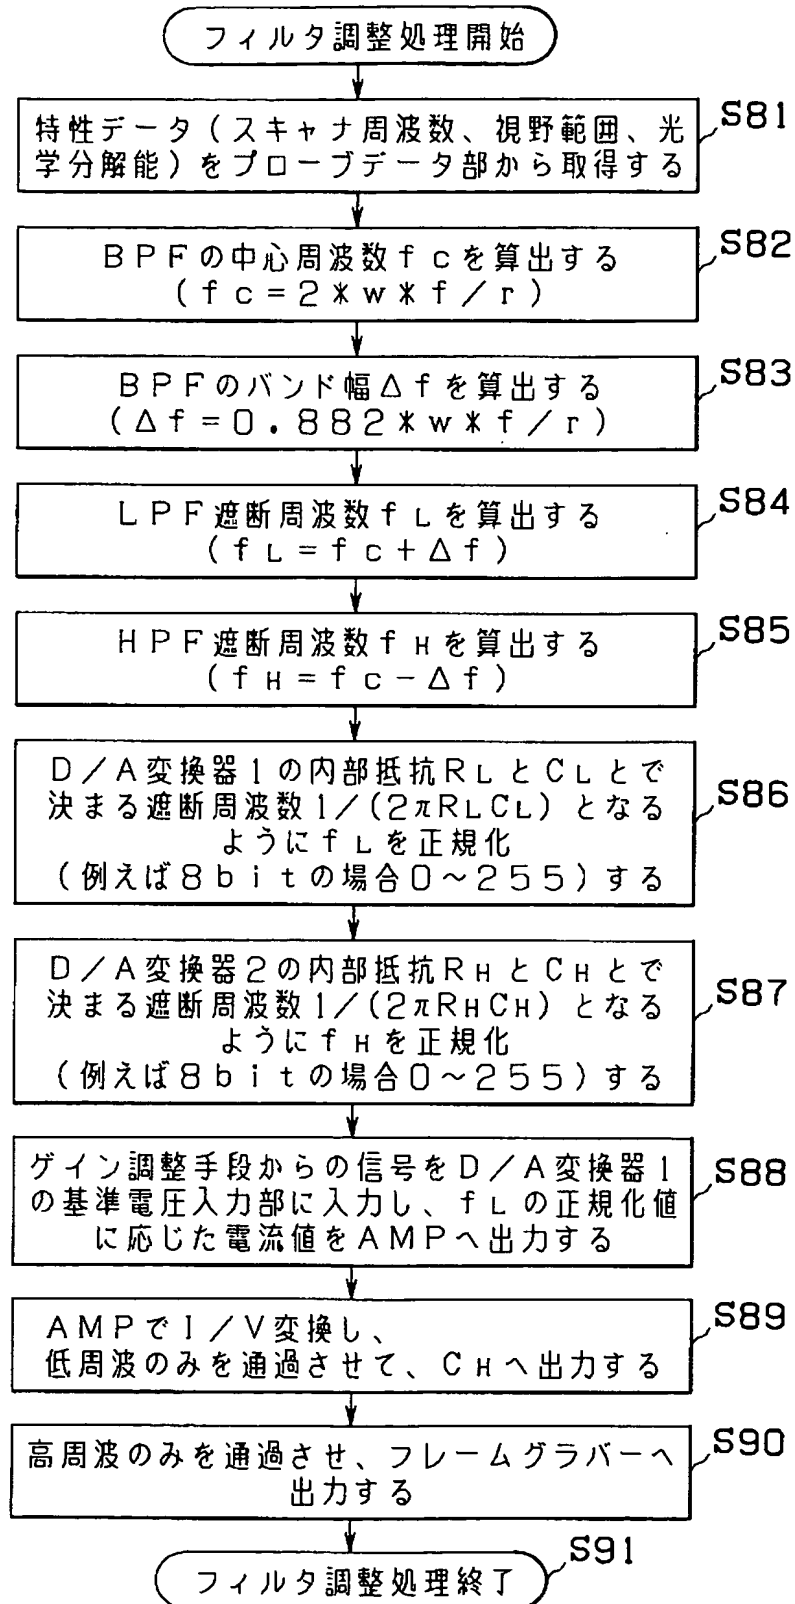 フィルタ調整処理開始
S81
特性データ(スキャナ周波数、視野範囲、光
学分解能)をプローブデータ部から取得する
S82
BPFの中心周波数fcを算出する
(fc=2*w*f/r)
S83
BPFのバンド幅Δfを算出する
(Δf=0.882*w*f/r)
S84
LPF遮断周波数fLを算出する
(fL=fc+Δf)
S85
HPF遮断周波数fHを算出する
(fH=fc-Δf)
S86
D/A変換器1の内部抵抗RLとCLとで
決まる遮断周波数1/(2πRLCL)となる
ようにfLを正規化
(例えば8bitの場合0~255)する
S87
D/A変換器2の内部抵抗RHとCHとで
決まる遮断周波数1/(2πRHCH)となる
ようにfHを正規化
(例えば8bitの場合0~255)する
S88
ゲイン調整手段からの信号をD/A変換器1
の基準電圧入力部に入力し、fLの正規化値
に応じた電流値をAMPへ出力する
S89
AMPでI/V変換し、
低周波のみを通過させて、CHへ出力する
S90
高周波のみを通過させ、フレームグラバーへ
出力する
S91
フィルタ調整処理終了